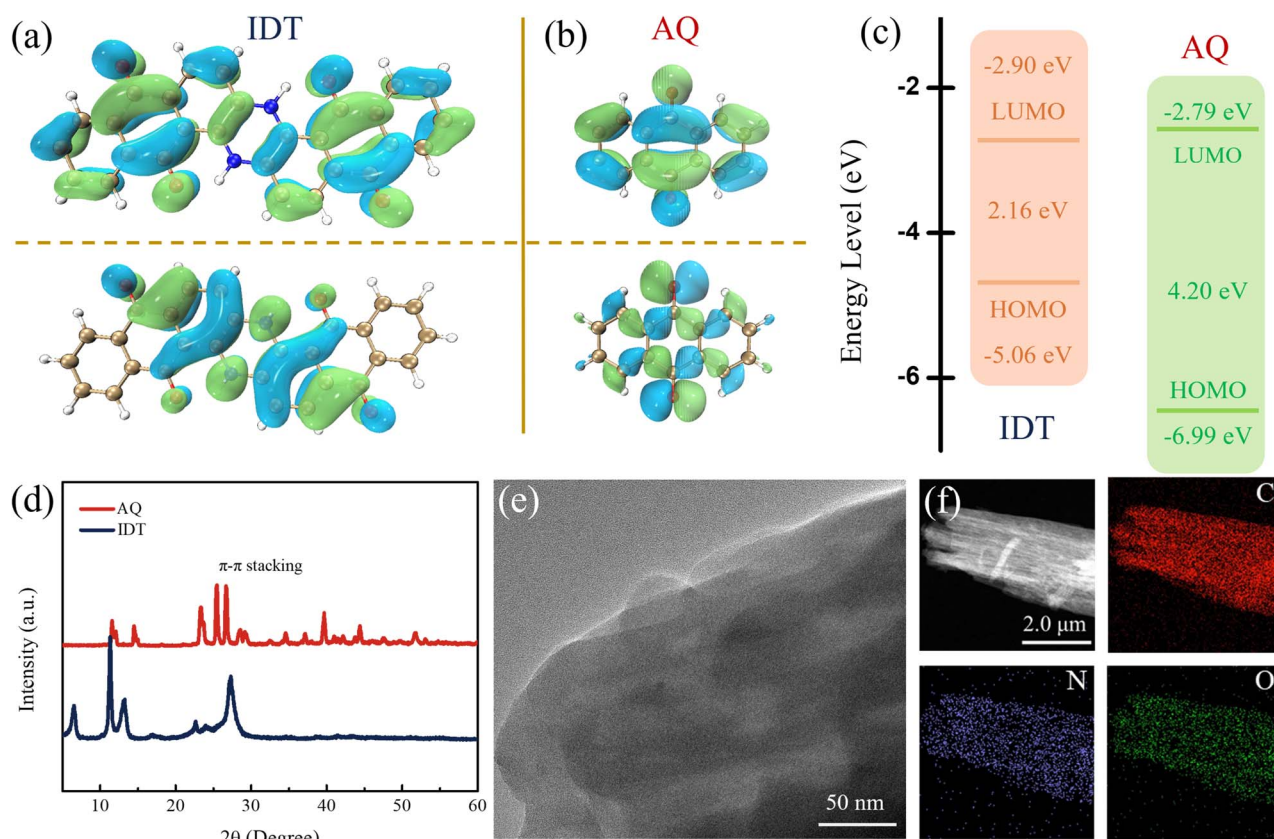 (a)
IDT
(b)
AQ
(c)
Energy Level (eV)
-2
-4
-6
-2.90 eV
LUMO
2.16 eV
HOMO
-5.06 eV
IDT
AQ
-2.79 eV
LUMO
4.20 eV
HOMO
-6.99 eV
(d)
AQ
IDT
π-π stacking
Intensity (a.u.)
10
20
30
40
50
60
2θ (Degree)
(e)
50 nm
(f)
2.0 μm
C
N
O